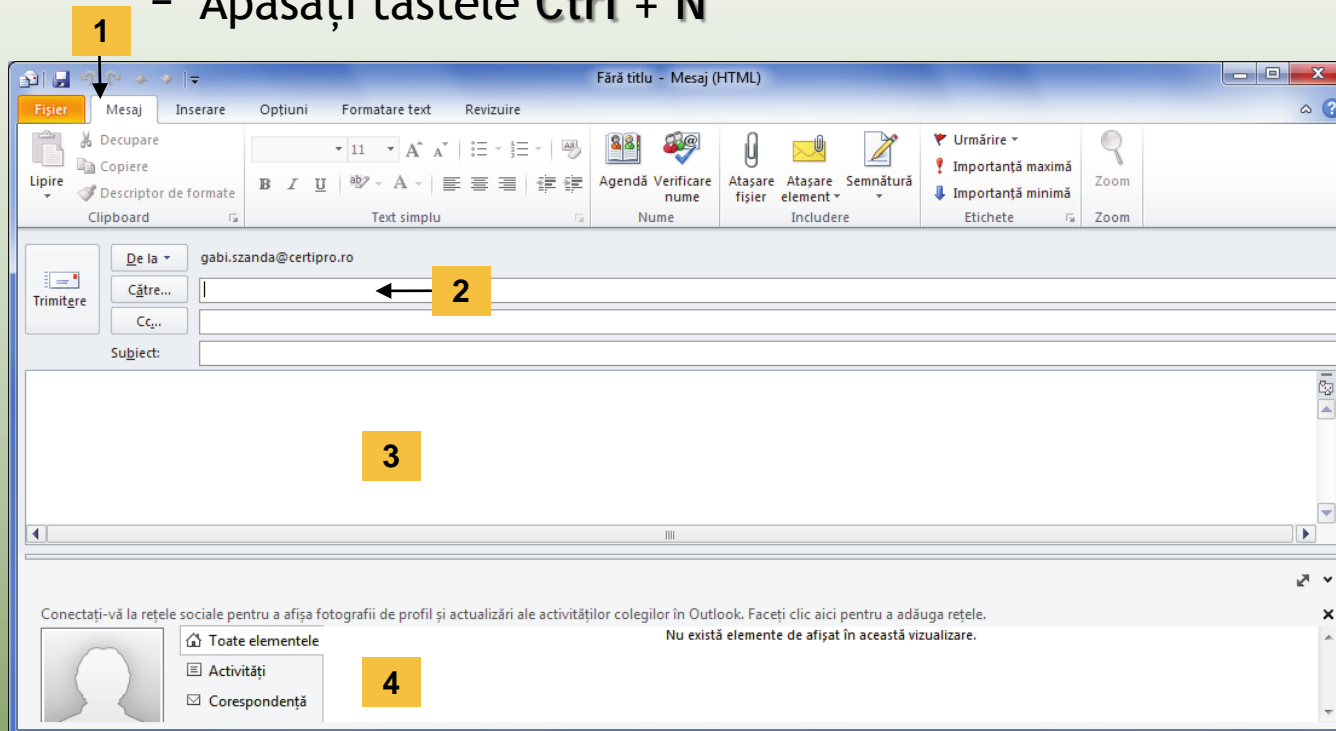 – Apăsați tastele Ctrl + N
1
Fără titlu - Mesaj (HTML)
Fișier Mesaj Inserare Opțiuni Formatare text Revizuire
Lipire
Decupare
Copiere
Descriptor de formate
Clipboard
11
B I U
Text simplu
Agendă
Verificare nume
Nume
Atașare fișier
Atașare element
Semnătură
Includere
Urmărire
Importanță maximă
Importanță minimă
Etichete
Zoom
Zoom
Trimitere
De la gabi.szanda@certipro.ro
Către...
2
Cc...
Subiect:
3
Conectați-vă la rețele sociale pentru a afișa fotografii de profil și actualizări ale activităților colegilor în Outlook. Faceți clic aici pentru a adăuga rețele.
Toate elementele
Nu există elemente de afișat în această vizualizare.
Activități
4
Corespondență